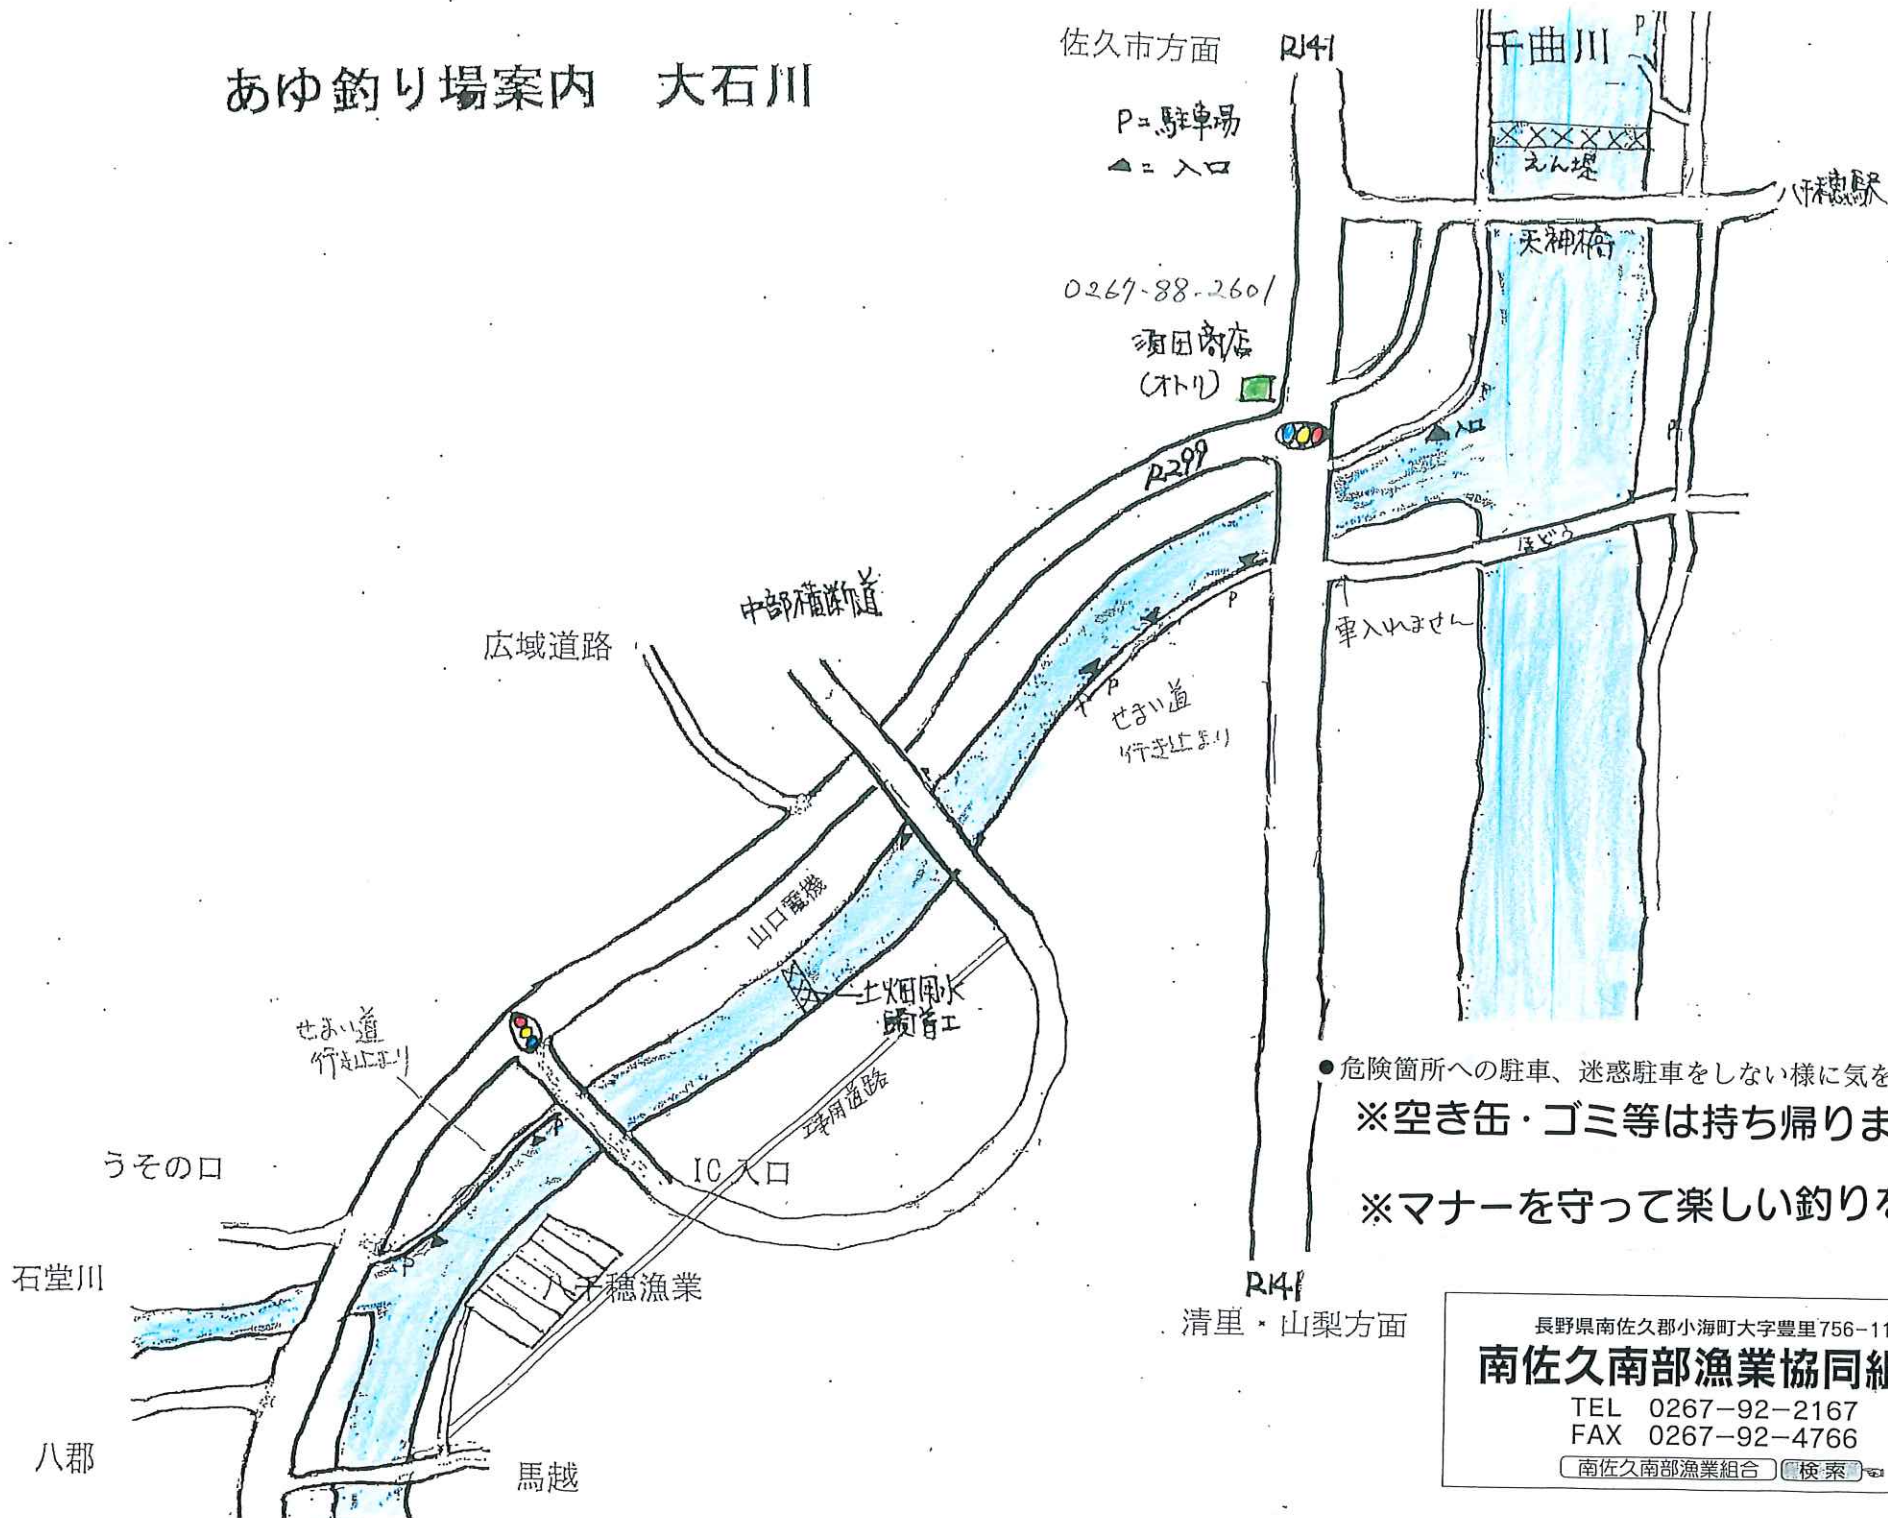 あゆ釣り場案内　大石川
佐久市方面
R141
千曲川
P
P=駐車場
▲= 入口
えん堤
八千穂駅
天神橋
0267-88-2601
須田商店
(オトリ)
R299
P
入口
P
ほどう
車入れません
中部横断道
広域道路
P
P
P
せまい道
行き止まり
山口電機
土畑用水
頭首工
せまい道
行き止まり
P
うその口
IC 入口
石堂川
P
八千穂漁業
R141
清里・山梨方面
八郡
馬越
●危険箇所への駐車、迷惑駐車をしない様に気を
※空き缶・ゴミ等は持ち帰りま
※マナーを守って楽しい釣りを
長野県南佐久郡小海町大字豊里756-11
南佐久南部漁業協同組
TEL　0267−92−2167
FAX　0267−92−4766
南佐久南部漁業組合 検索